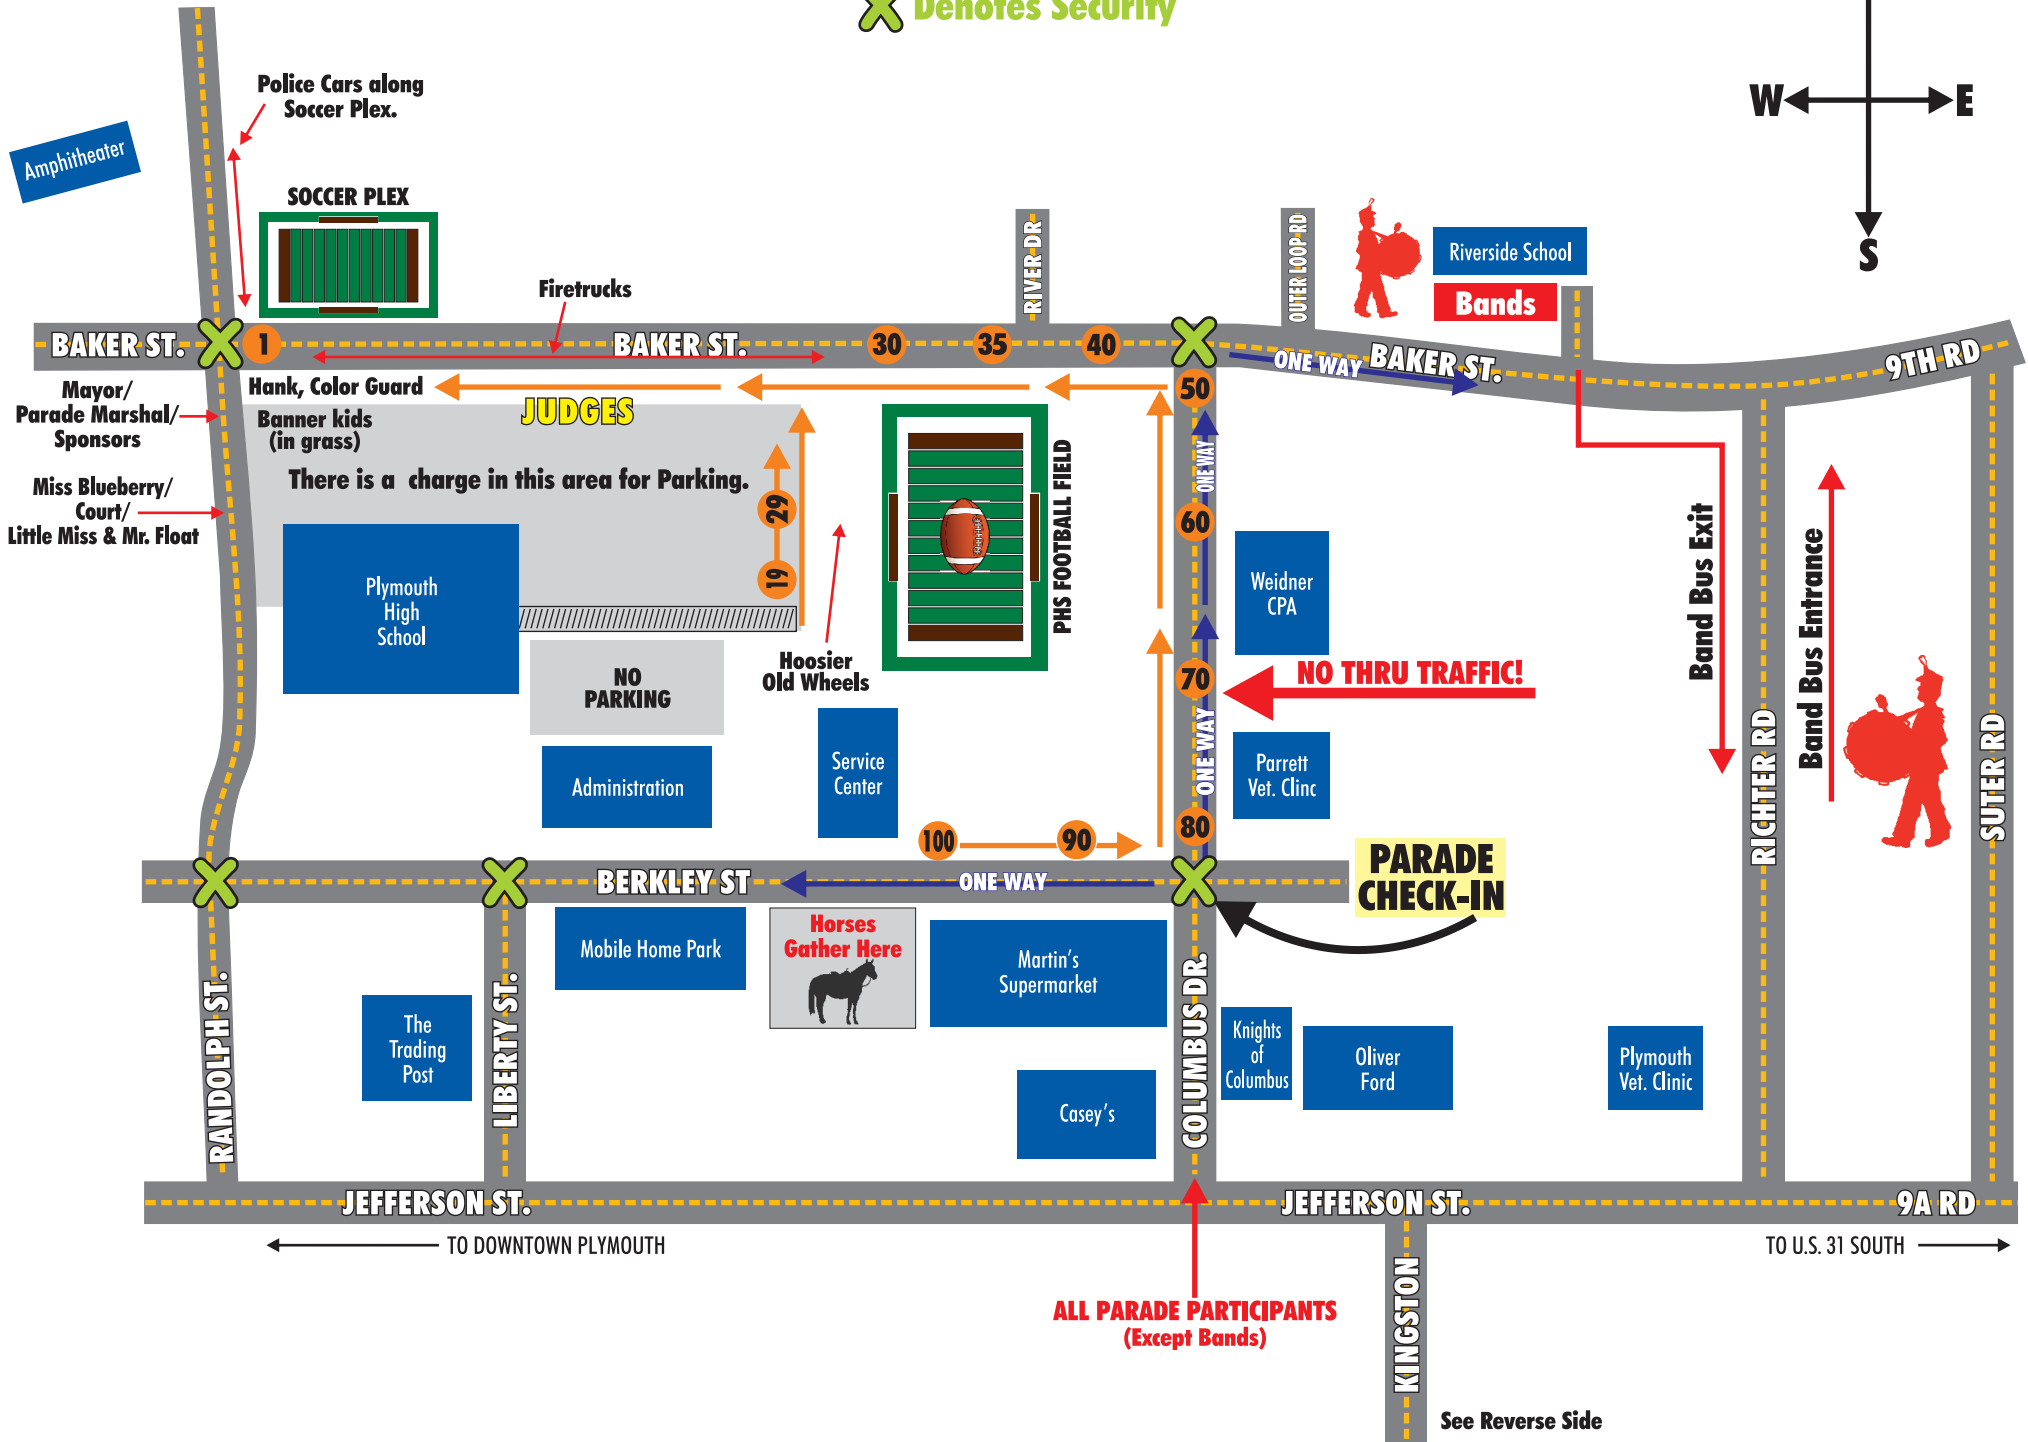 Denotes Security
Police Cars along
Soccer Plex.
W
E
S
Amphitheater
SOCCER PLEX
RIVER DR
OUTER LOOP RD
Riverside School
Bands
Firetrucks
BAKER ST.
1
BAKER ST.
30
35
40
ONE WAY
BAKER ST.
9TH RD
Mayor/
Parade Marshal/
Sponsors
Hank, Color Guard
JUDGES
Banner kids
(in grass)
50
There is a charge in this area for Parking.
Miss Blueberry/
Court/
Little Miss & Mr. Float
29
19
PHS FOOTBALL FIELD
ONE WAY
60
Plymouth
High
School
Weidner
CPA
Band Bus Exit
Band Bus Entrance
Hoosier
Old Wheels
NO
PARKING
70
NO THRU TRAFFIC!
ONE WAY
RICHTER RD
SUTER RD
Administration
Service
Center
Parrett
Vet. Clinc
100
90
80
PARADE
CHECK-IN
BERKLEY ST
ONE WAY
Mobile Home Park
Horses
Gather Here
Martin's
Supermarket
RANDOLPH ST.
LIBERTY ST.
COLUMBUS DR.
The
Trading
Post
Casey's
Knights
of
Columbus
Oliver
Ford
Plymouth
Vet. Clinic
JEFFERSON ST.
JEFFERSON ST.
9A RD
TO DOWNTOWN PLYMOUTH
TO U.S. 31 SOUTH
KINGSTON
ALL PARADE PARTICIPANTS
(Except Bands)
See Reverse Side